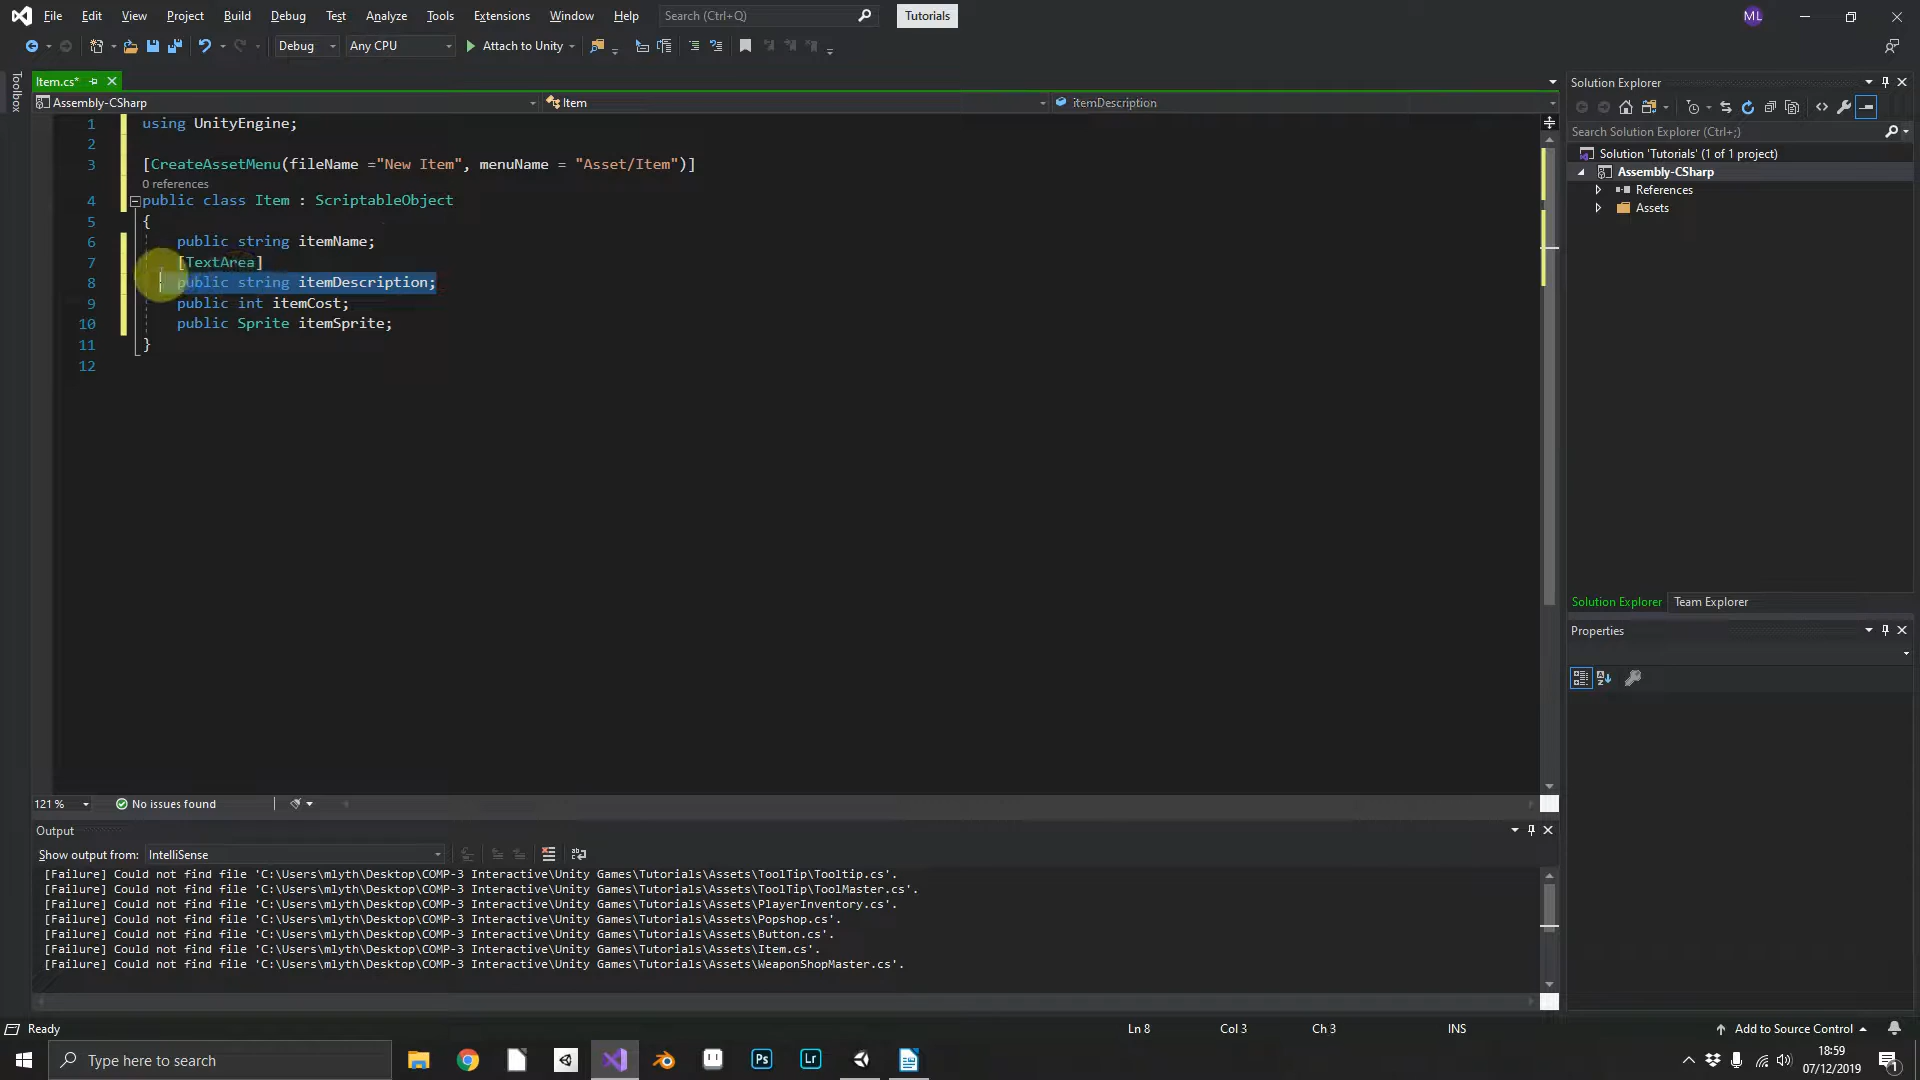 File Edit View Project Build Debug Test Analyze Tools Extensions Window Help Search (Ctrl+Q) Tutorials ML
Debug Any CPU Attach to Unity
Toolbox
Item.cs*
Assembly-CSharp Item itemDescription
1 using UnityEngine;
2
3 [CreateAssetMenu(fileName ="New Item", menuName = "Asset/Item")]
0 references
4 public class Item : ScriptableObject
5 {
6 public string itemName;
7 [TextArea]
8 public string itemDescription;
9 public int itemCost;
10 public Sprite itemSprite;
11 }
12
121 % No issues found
Output
Show output from: IntelliSense
[Failure] Could not find file 'C:\Users\mlyth\Desktop\COMP-3 Interactive\Unity Games\Tutorials\Assets\ToolTip\Tooltip.cs'.
[Failure] Could not find file 'C:\Users\mlyth\Desktop\COMP-3 Interactive\Unity Games\Tutorials\Assets\ToolTip\ToolMaster.cs'.
[Failure] Could not find file 'C:\Users\mlyth\Desktop\COMP-3 Interactive\Unity Games\Tutorials\Assets\PlayerInventory.cs'.
[Failure] Could not find file 'C:\Users\mlyth\Desktop\COMP-3 Interactive\Unity Games\Tutorials\Assets\Popshop.cs'.
[Failure] Could not find file 'C:\Users\mlyth\Desktop\COMP-3 Interactive\Unity Games\Tutorials\Assets\Button.cs'.
[Failure] Could not find file 'C:\Users\mlyth\Desktop\COMP-3 Interactive\Unity Games\Tutorials\Assets\Item.cs'.
[Failure] Could not find file 'C:\Users\mlyth\Desktop\COMP-3 Interactive\Unity Games\Tutorials\Assets\WeaponShopMaster.cs'.
Solution Explorer
Search Solution Explorer (Ctrl+;)
Solution 'Tutorials' (1 of 1 project)
Assembly-CSharp
References
Assets
Solution Explorer Team Explorer
Properties
Ready Ln 8 Col 3 Ch 3 INS Add to Source Control
Type here to search Ps Lr 18:59
07/12/2019 1